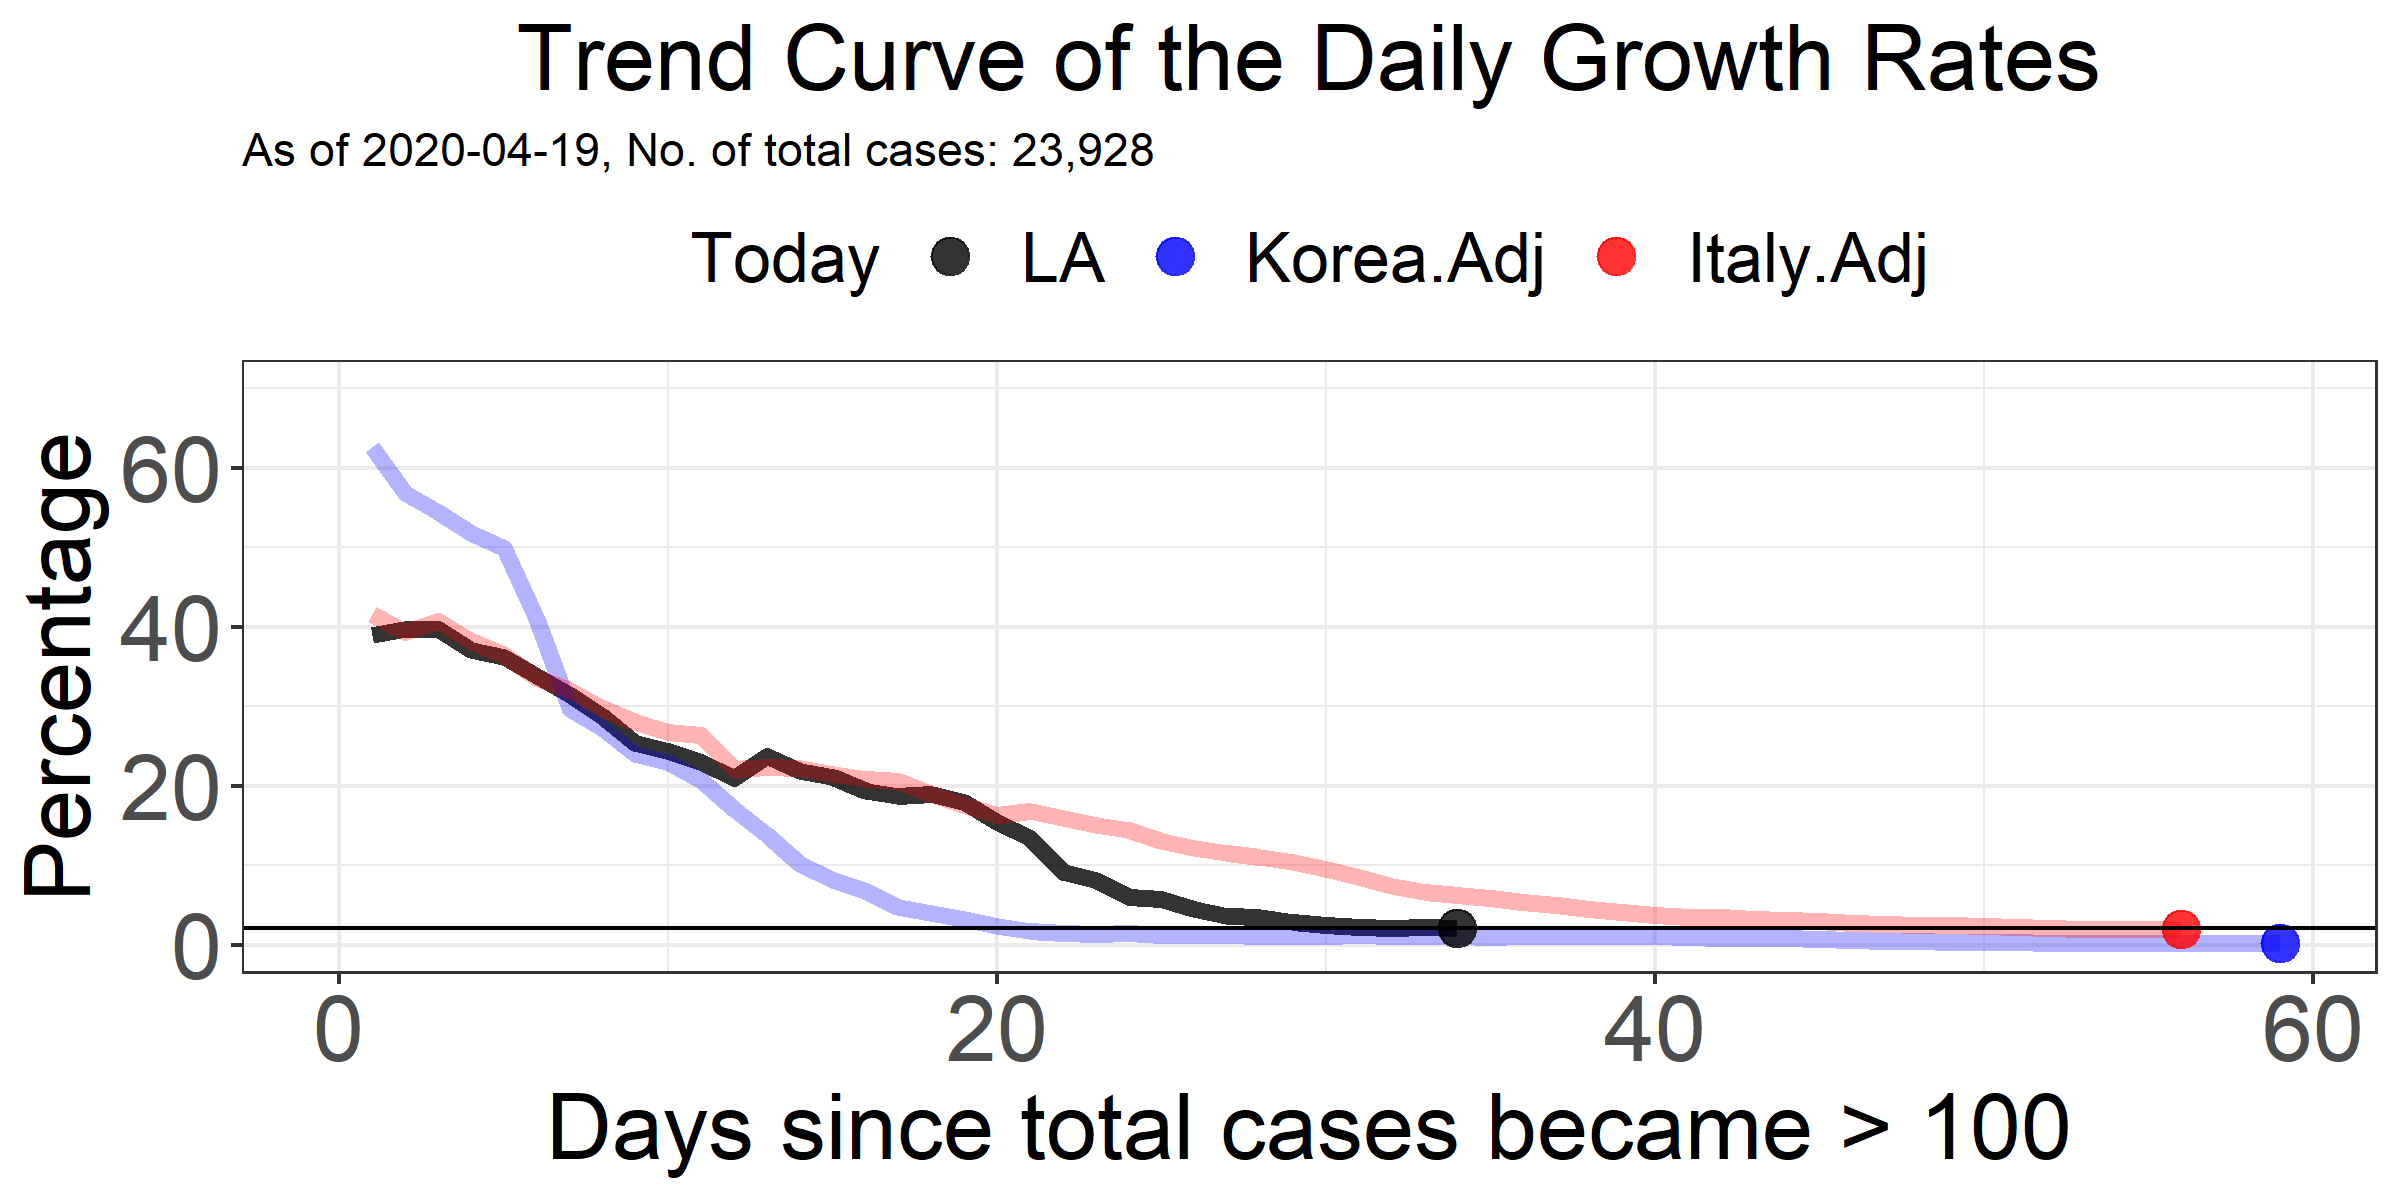 Trend Curve of the Daily Growth Rates
As of 2020-04-19, No. of total cases: 23,928
Today LA Korea.Adj Italy.Adj
Percentage
60
40
20
0
0 20 40 60
Days since total cases became > 100